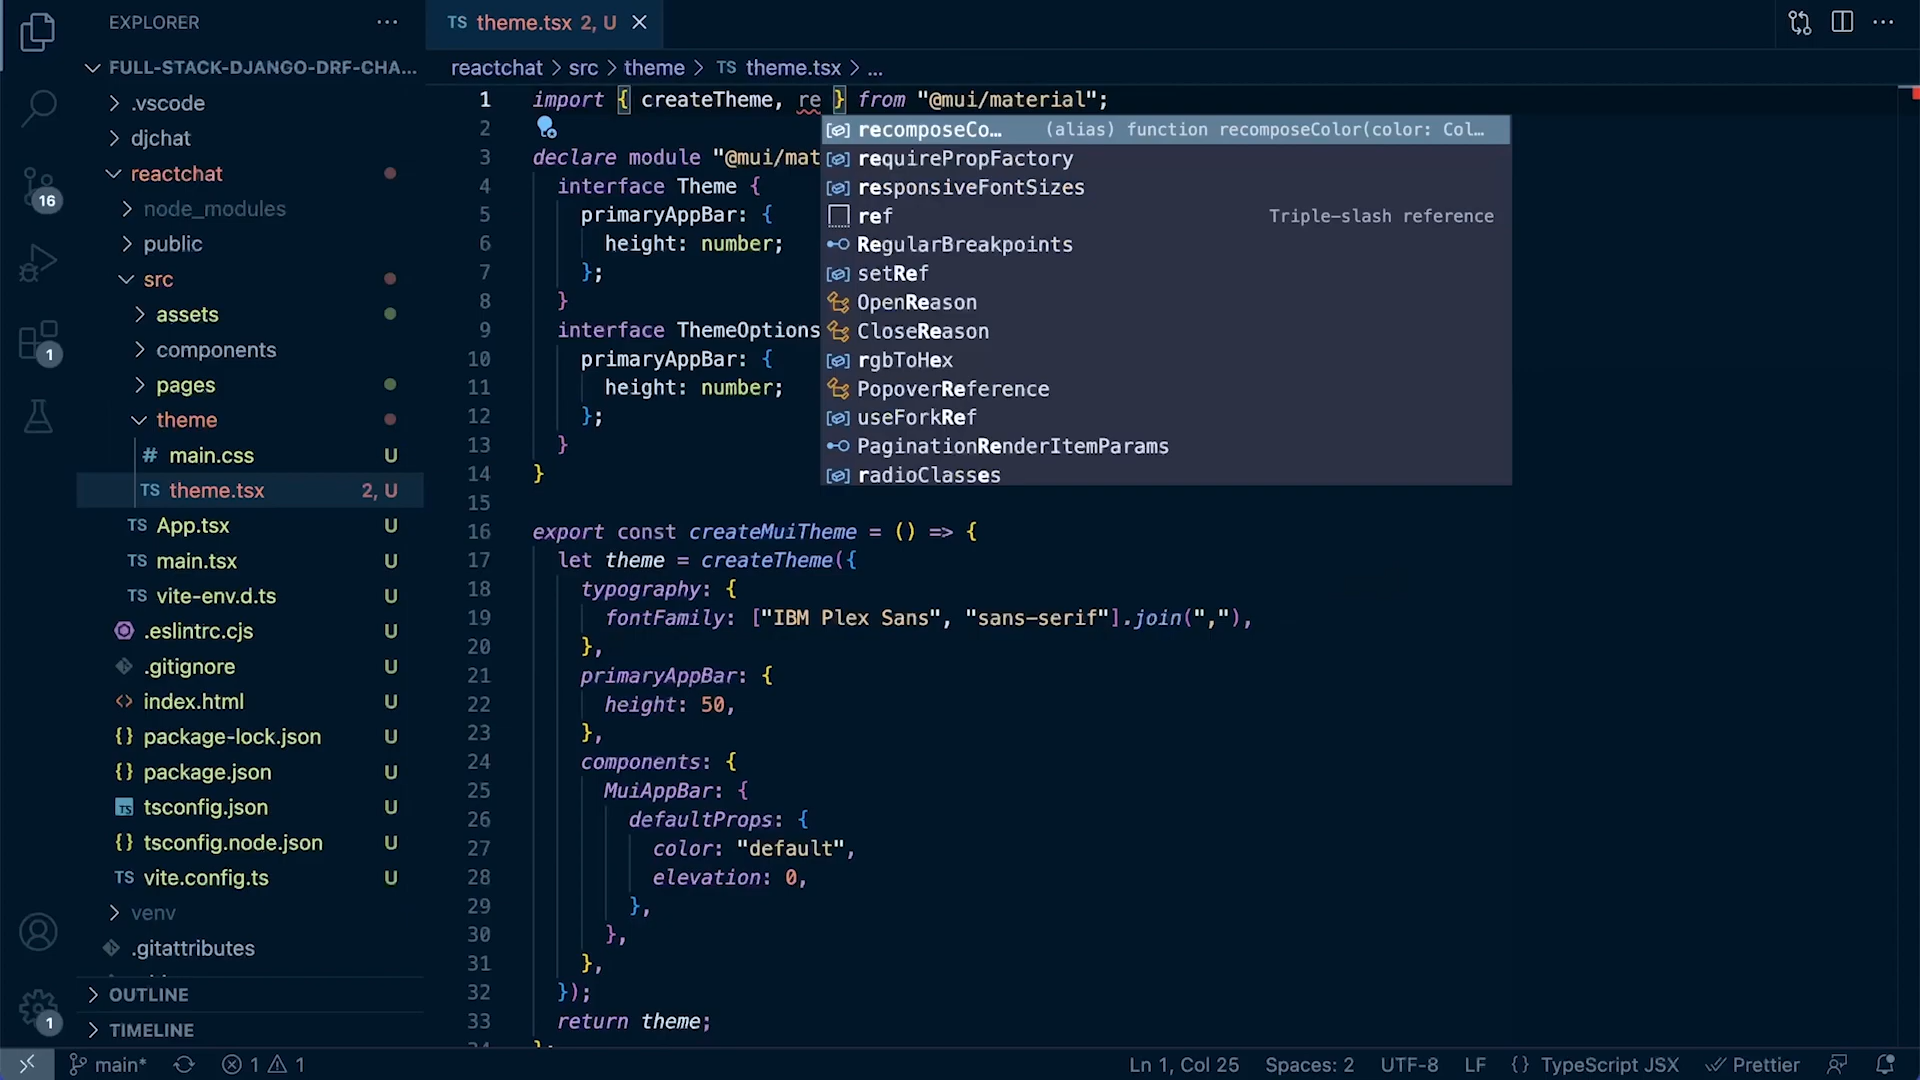 EXPLORER
FULL-STACK-DJANGO-DRF-CHA...
.vscode
djchat
reactchat
node_modules
public
src
assets
components
pages
theme
# main.css U
TS theme.tsx 2, U
TS App.tsx U
TS main.tsx U
TS vite-env.d.ts U
.eslintrc.cjs U
.gitignore U
<> index.html U
{} package-lock.json U
{} package.json U
TS tsconfig.json U
{} tsconfig.node.json U
TS vite.config.ts U
venv
.gitattributes
OUTLINE
TIMELINE
16
1
1
TS theme.tsx 2, U
reactchat > src > theme > TS theme.tsx > ...
1 import { createTheme, re } from "@mui/material";
2
3 declare module "@mui/mat
4 interface Theme {
5 primaryAppBar: {
6 height: number;
7 };
8 }
9 interface ThemeOptions
10 primaryAppBar: {
11 height: number;
12 };
13 }
14 }
15
16 export const createMuiTheme = () => {
17 let theme = createTheme({
18 typography: {
19 fontFamily: ["IBM Plex Sans", "sans-serif"].join(","),
20 },
21 primaryAppBar: {
22 height: 50,
23 },
24 components: {
25 MuiAppBar: {
26 defaultProps: {
27 color: "default",
28 elevation: 0,
29 },
30 },
31 },
32 });
33 return theme;
recomposeCo... (alias) function recomposeColor(color: Col...
requirePropFactory
responsiveFontSizes
ref Triple-slash reference
RegularBreakpoints
setRef
OpenReason
CloseReason
rgbToHex
PopoverReference
useForkRef
PaginationRenderItemParams
radioClasses
main* 1 1 Ln 1, Col 25 Spaces: 2 UTF-8 LF {} TypeScript JSX Prettier